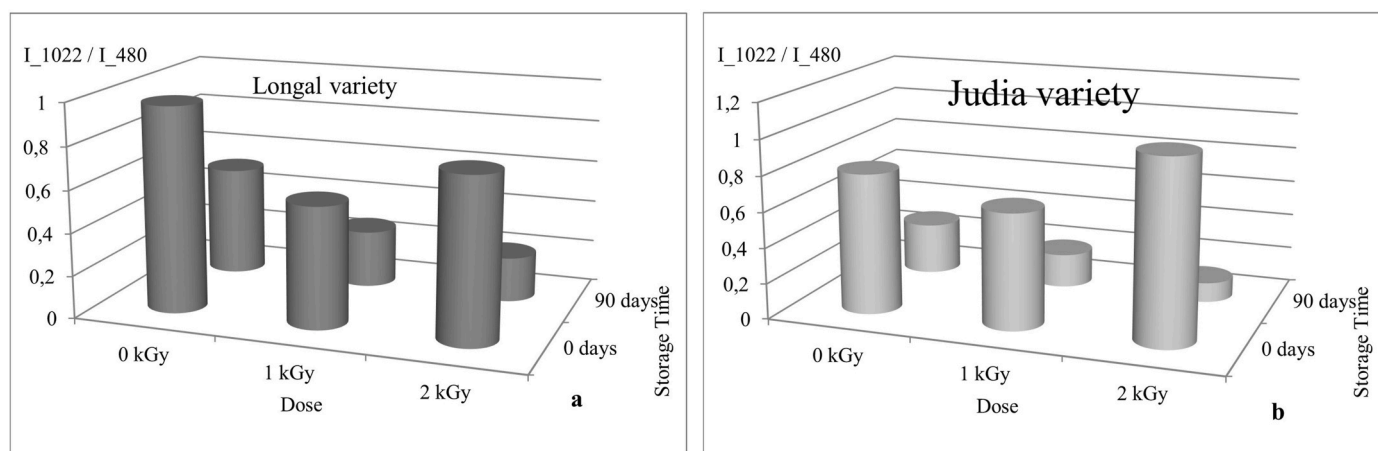 I_1022 / I_480
Longal variety
1
0,8
0,6
0,4
0,2
0
0 kGy
1 kGy
2 kGy
Dose
90 days
0 days
Storage Time
a
I_1022 / I_480
Judia variety
1,2
1
0,8
0,6
0,4
0,2
0
0 kGy
1 kGy
2 kGy
Dose
90 days
0 days
Storage Time
b